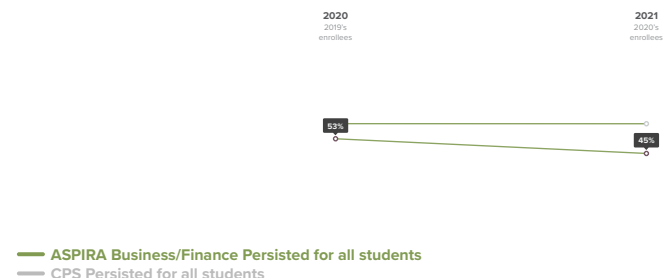 2020
2021
2019's
2020's
enrollees
enrollees
53%
45%
ASPIRA Business/Finance Persisted for all students
CPS Persisted for all students